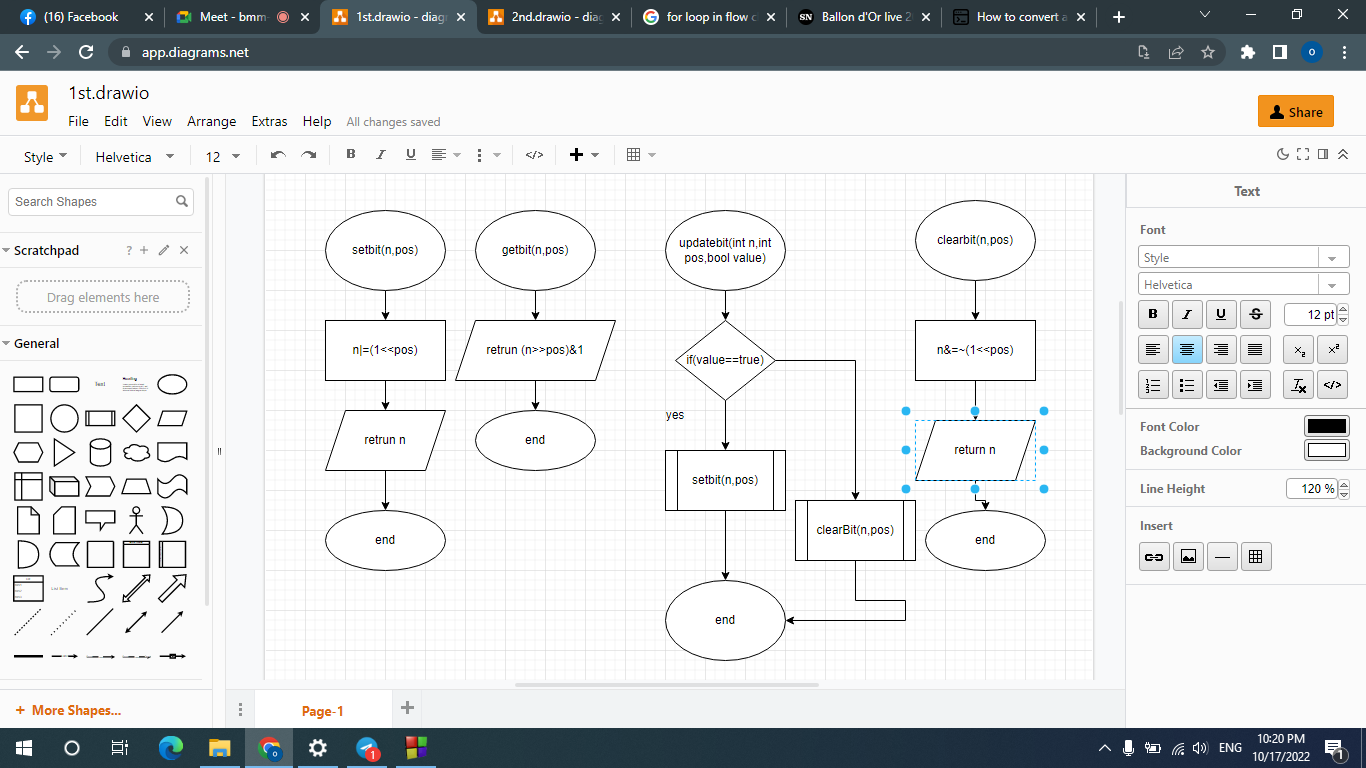 (16) Facebook
Meet - bmm-
1st.drawio - diag
2nd.drawio - diag
for loop in flow c
Ballon d'Or live 2
How to convert a
app.diagrams.net
1st.drawio
File Edit View Arrange Extras Help All changes saved
Share
Style Helvetica 12 B I U </>
Search Shapes
Scratchpad ?
Drag elements here
General
Text
Heading
List Item
+ More Shapes...
setbit(n,pos)
n|=(1<<pos)
retrun n
end
getbit(n,pos)
retrun (n>>pos)&1
end
updatebit(int n,int
pos,bool value)
if(value==true)
yes
setbit(n,pos)
clearBit(n,pos)
end
clearbit(n,pos)
n&=~(1<<pos)
return n
end
Page-1
Text
Font
Style
Helvetica
B I U S 12 pt
Font Color
Background Color
Line Height 120 %
Insert
ENG
10:20 PM
10/17/2022